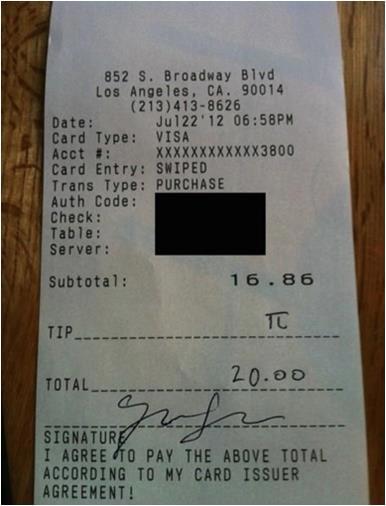 852 S. Broadway Blvd
Los Angeles, CA. 90014
(213)413-8626
Date: Jul22'12 06:58PM
Card Type: VISA
Acct #: XXXXXXXXXXXX3800
Card Entry: SWIPED
Trans Type: PURCHASE
Auth Code:
Check:
Table:
Server:
Subtotal: 16.86
TIP π
TOTAL 20.00
SIGNATURE
I AGREE TO PAY THE ABOVE TOTAL
ACCORDING TO MY CARD ISSUER
AGREEMENT!